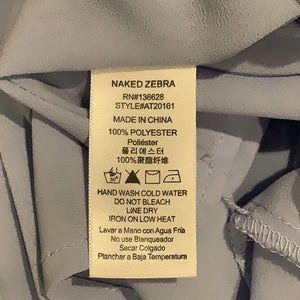 NAKED ZEBRA
RN#136628
STYLE#AT20161
MADE IN CHINA
100% POLYESTER
Poliéster
폴리에스터
100%聚酯纤维
30°
HAND WASH COLD WATER
DO NOT BLEACH
LINE DRY
IRON ON LOW HEAT
Lavar a Mano con Agua Fria
No use Blanqueador
Secar Colgado
Planchar a Baja Temperatura